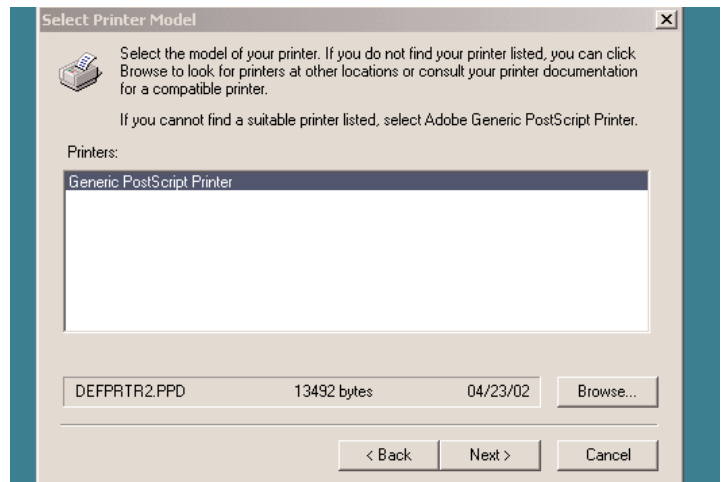 Select Printer Model
Select the model of your printer. If you do not find your printer listed, you can click
Browse to look for printers at other locations or consult your printer documentation
for a compatible printer.
If you cannot find a suitable printer listed, select Adobe Generic PostScript Printer.
Printers:
Generic PostScript Printer
DEFPRTR2.PPD 13492 bytes 04/23/02 Browse...
< Back Next > Cancel